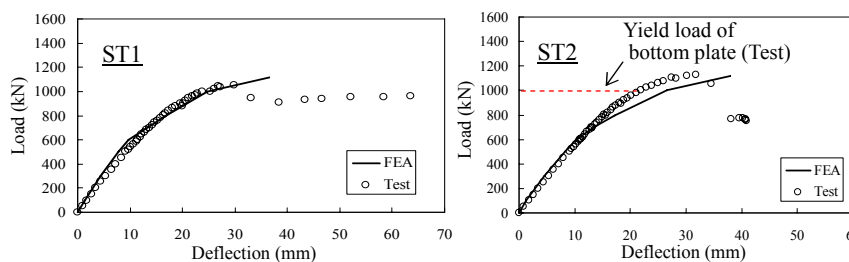 1600
1400
1200
1000
800
600
400
200
0
Load (kN)
ST1
FEA
Test
0 10 20 30 40 50 60 70
Deflection (mm)
1600
1400
1200
1000
800
600
400
200
0
Load (kN)
ST2
Yield load of
bottom plate (Test)
FEA
Test
0 10 20 30 40 50 60
Deflection (mm)